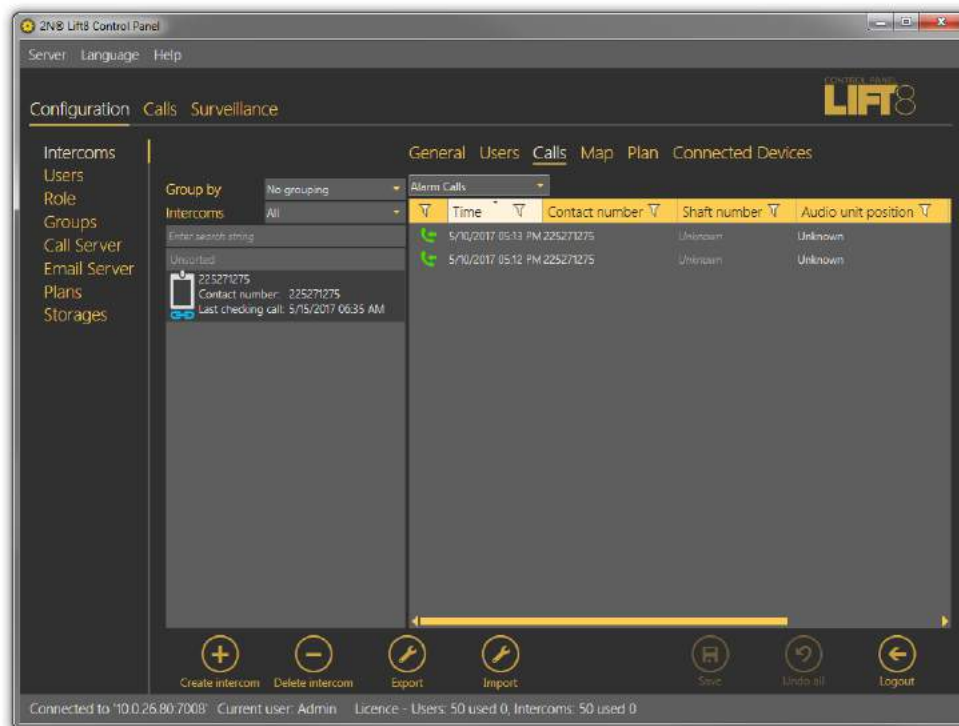 2N® Lift8 Control Panel
Server Language Help
CONTROL PANEL
LIFT8
Configuration Calls Surveillance
Intercoms
Users
Role
Groups
Call Server
Email Server
Plans
Storages
General Users Calls Map Plan Connected Devices
Group by No grouping
Intercoms All
Enter search string
Unsorted
225271275
Contact number: 225271275
Last checking call: 5/15/2017 06:35 AM
Alarm Calls
Time Contact number Shaft number Audio unit position
5/10/2017 05:13 PM 225271275 Unknown Unknown
5/10/2017 05:12 PM 225271275 Unknown Unknown
Create intercom Delete intercom Export Import Save Undo all Logout
Connected to '10.0.26.80:7008' Current user: Admin Licence - Users: 50 used 0, Intercoms: 50 used 0